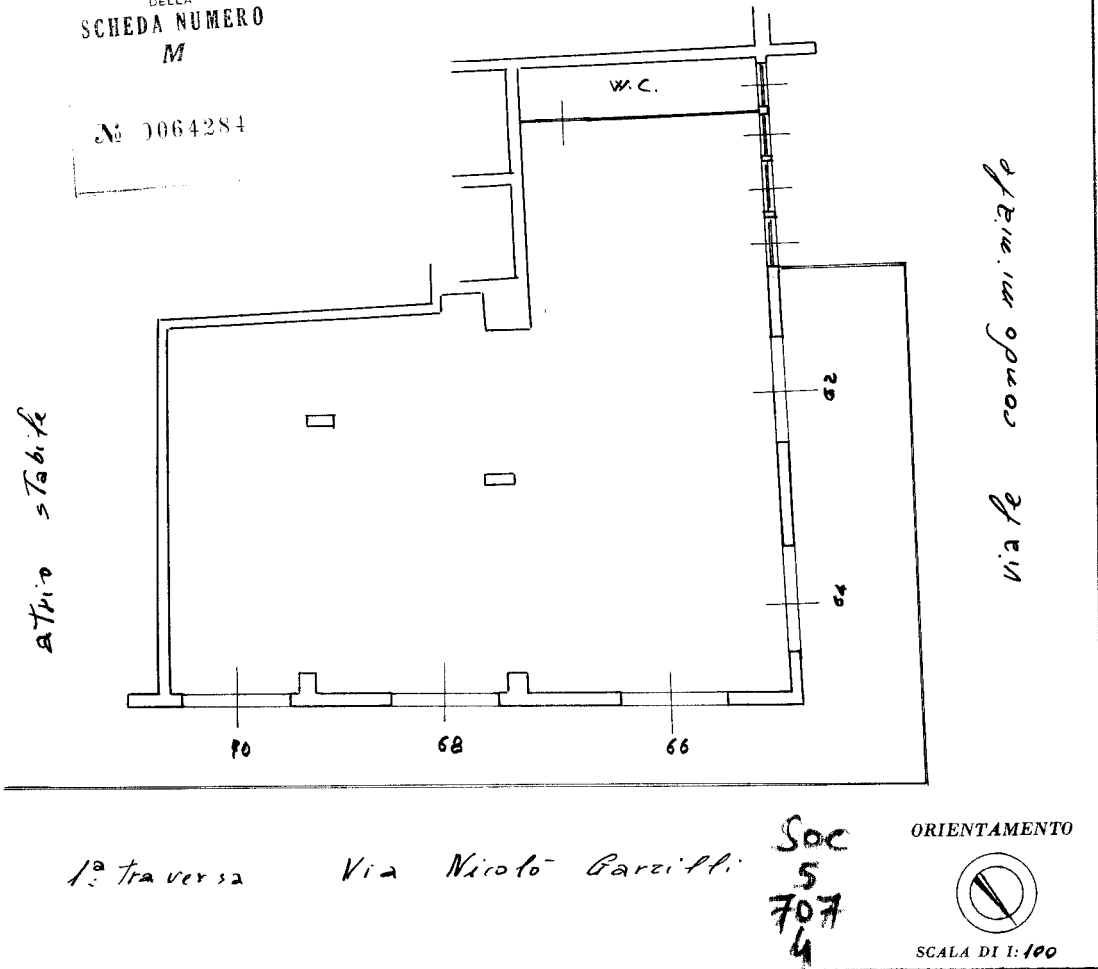 DELLA
SCHEDA NUMERO
M
№ 0064284
W.C.
62
64
atrio stabile
viale
70
68
66
1ª traversa Via Nicolò Garzilli
Soc
5
707
4
ORIENTAMENTO
SCALA DI 1:100